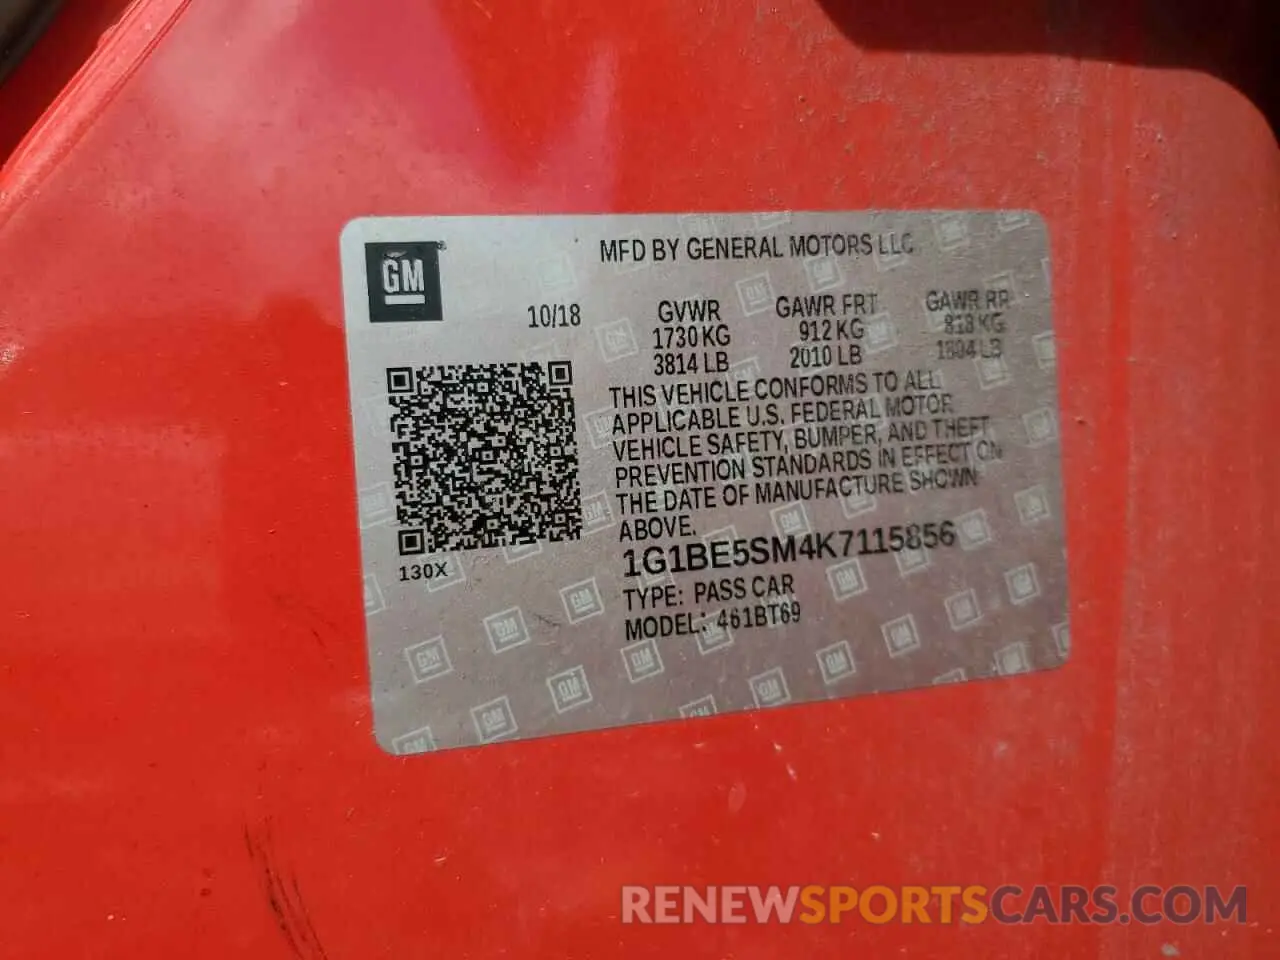 MFD BY GENERAL MOTORS LLC
GM
10/18
GVWR GAWR FRT GAWR RR
1730 KG 912 KG 818 KG
3814 LB 2010 LB 1804 LB
THIS VEHICLE CONFORMS TO ALL
APPLICABLE U.S. FEDERAL MOTOR
VEHICLE SAFETY, BUMPER, AND THEFT
PREVENTION STANDARDS IN EFFECT ON
THE DATE OF MANUFACTURE SHOWN
ABOVE.
1G1BE5SM4K7115856
130X
TYPE: PASS CAR
MODEL: 461BT69
RENEWSPORTSCARS.COM